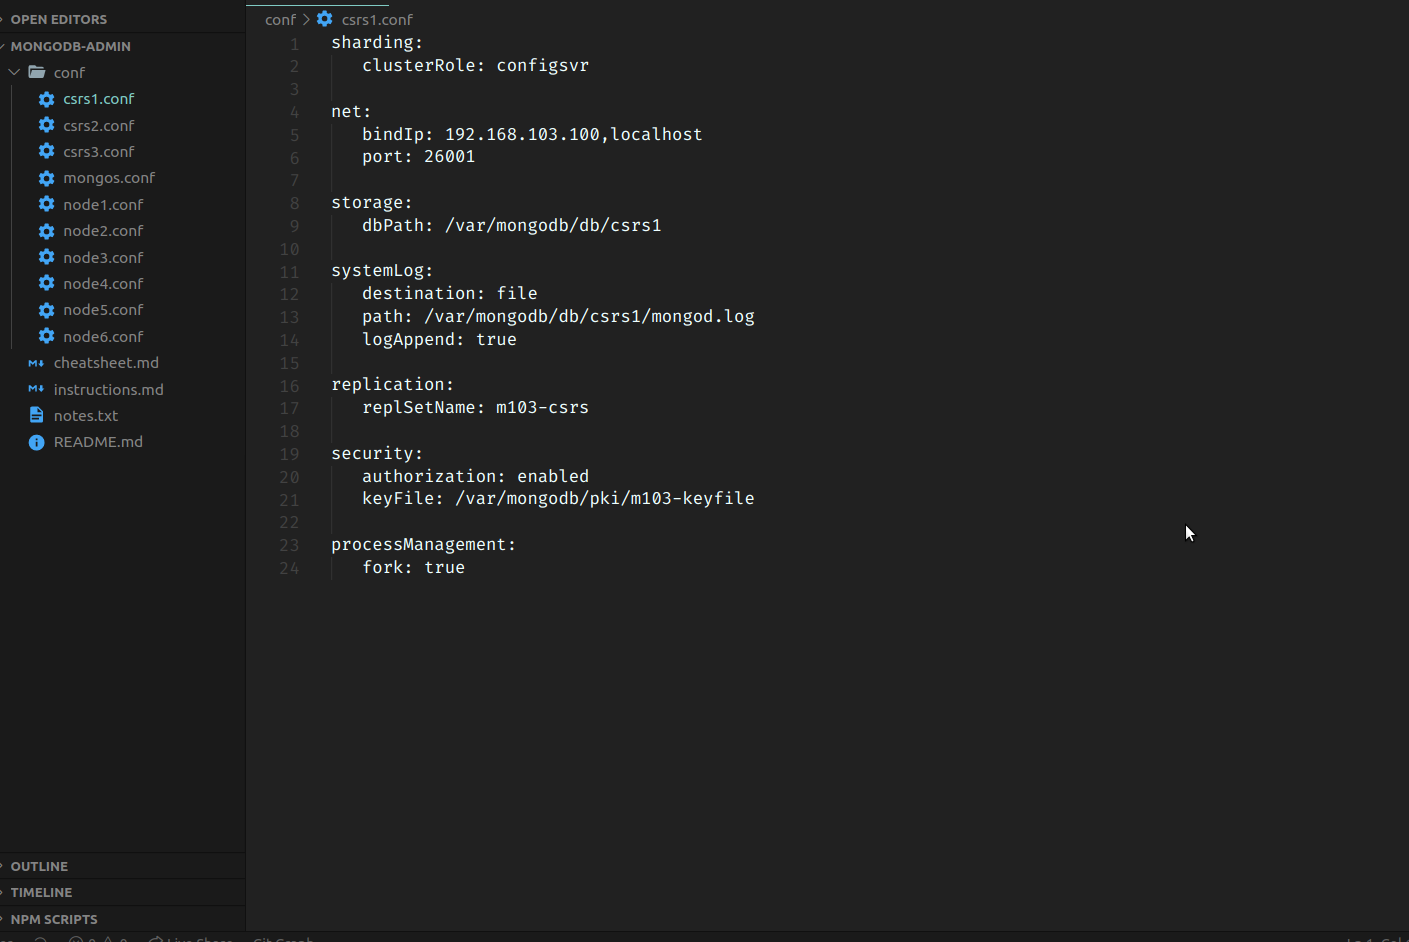 OPEN EDITORS
MONGODB-ADMIN
conf
csrs1.conf
csrs2.conf
csrs3.conf
mongos.conf
node1.conf
node2.conf
node3.conf
node4.conf
node5.conf
node6.conf
cheatsheet.md
instructions.md
notes.txt
README.md
OUTLINE
TIMELINE
NPM SCRIPTS
conf > csrs1.conf
1 sharding:
2 clusterRole: configsvr
3
4 net:
5 bindIp: 192.168.103.100,localhost
6 port: 26001
7
8 storage:
9 dbPath: /var/mongodb/db/csrs1
10
11 systemLog:
12 destination: file
13 path: /var/mongodb/db/csrs1/mongod.log
14 logAppend: true
15
16 replication:
17 replSetName: m103-csrs
18
19 security:
20 authorization: enabled
21 keyFile: /var/mongodb/pki/m103-keyfile
22
23 processManagement:
24 fork: true